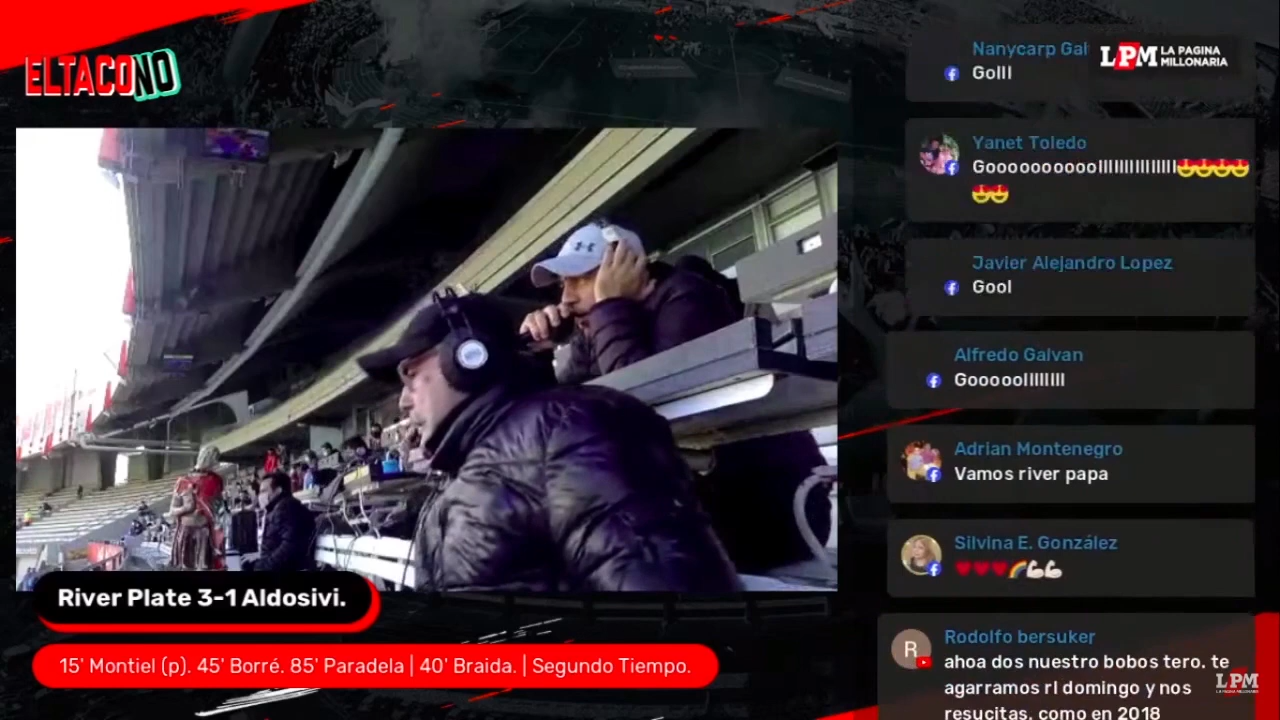 ELTACONO
LPM LA PAGINA
MILLONARIA
Nanycarp Gal
Golll
Yanet Toledo
Goooooooooollllllllllllll😍😍😍😍
😍😍
Javier Alejandro Lopez
Gool
Alfredo Galvan
Gooooollllllll
Adrian Montenegro
Vamos river papa
Silvina E. González
❤️❤️❤️🌈💪🏻💪🏻
R
Rodolfo bersuker
ahoa dos nuestro bobos tero. te
agarramos rl domingo y nos
resucitas. como en 2018
River Plate 3-1 Aldosivi.
15' Montiel (p). 45' Borré. 85' Paradela | 40' Braida. | Segundo Tiempo.
LPM